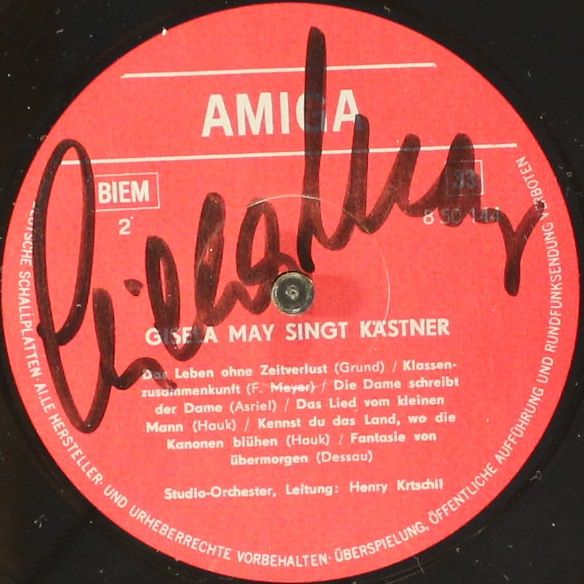 AMIGA
BIEM
33
2
8 50 144
Gisela May
GISELA MAY SINGT KÄSTNER
Das Leben ohne Zeitverlust (Grund) / Klassen-
zusammenkunft (F. Meyer) / Die Dame schreibt
der Dame (Asriel) / Das Lied vom kleinen
Mann (Hauk) / Kennst du das Land, wo die
Kanonen blühen (Hauk) / Fantasie von
übermorgen (Dessau)
Studio-Orchester, Leitung: Henry Krtschil
DEUTSCHE SCHALLPLATTEN · ALLE HERSTELLER- UND URHEBERRECHTE VORBEHALTEN · ÜBERSPIELUNG, ÖFFENTLICHE AUFFÜHRUNG UND RUNDFUNKSENDUNG VERBOTEN